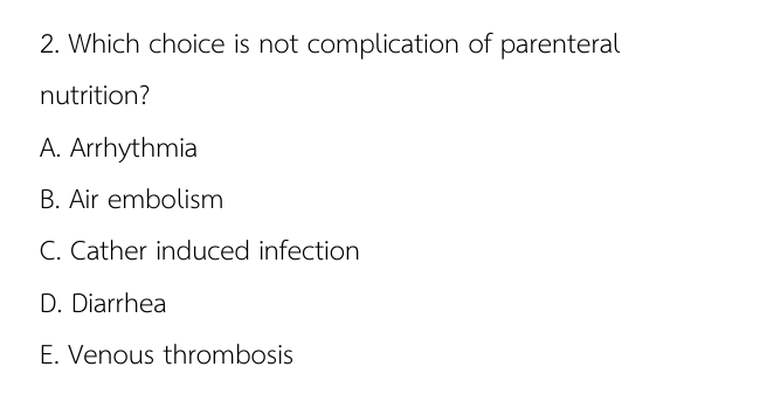 2. Which choice is not complication of parenteral
nutrition?
A. Arrhythmia
B. Air embolism
C. Cather induced infection
D. Diarrhea
E. Venous thrombosis